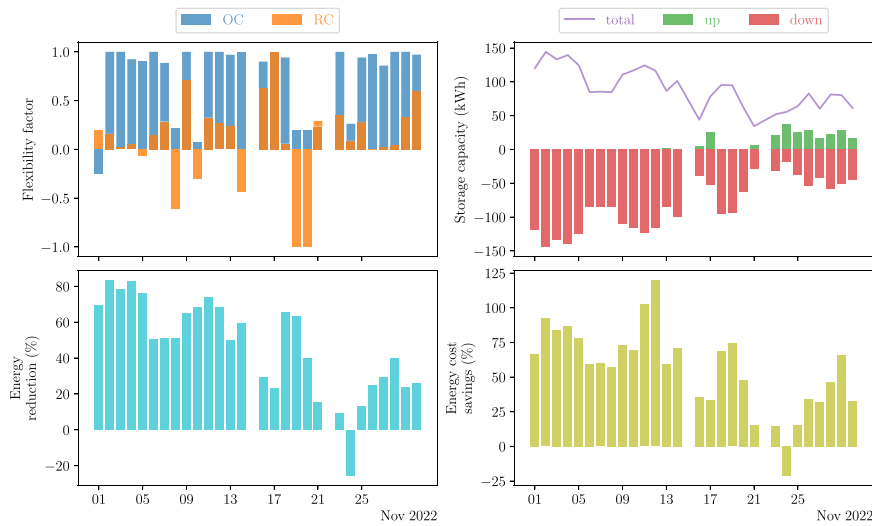 OC RC
total up down
1.0
0.5
0.0
−0.5
−1.0
Flexibility factor
150
100
50
0
−50
−100
−150
Storage capacity (kWh)
80
60
40
20
0
−20
Energy
reduction (%)
01 05 09 13 17 21 25
Nov 2022
125
100
75
50
25
0
−25
Energy cost
savings (%)
01 05 09 13 17 21 25
Nov 2022